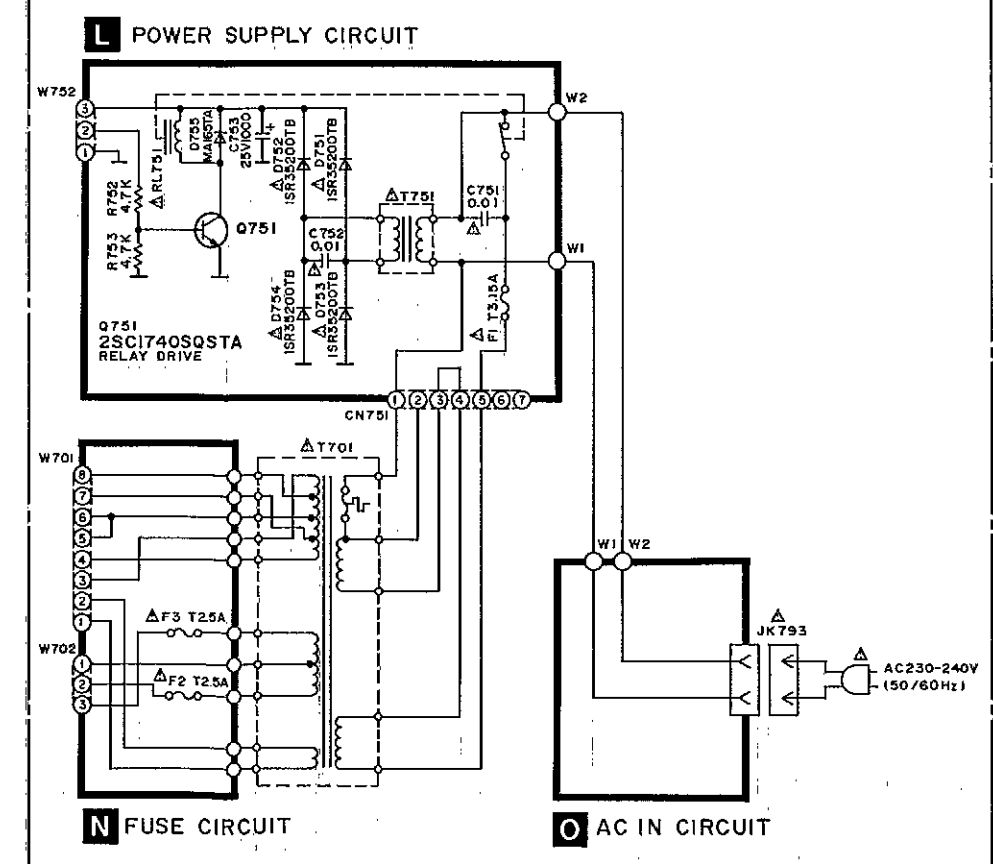 L POWER SUPPLY CIRCUIT
W752
3
2
1
R752
4.7K
R753
4.7K
RL751
D755
MA165TA
C753
25V1000
+
D752
1SR35200TB
D751
1SR35200TB
Q751
C752
0.01
D754
1SR35200TB
D753
1SR35200TB
T751
C751
0.01
W2
W1
F1 T3.15A
Q751
2SC1740SQSTA
RELAY DRIVE
CN751
1 2 3 4 5 6 7
W701
8
7
6
5
4
3
2
1
W702
1
2
3
F3 T2.5A
F2 T2.5A
T701
W1 W2
JK793
AC230-240V
(50/60Hz)
N FUSE CIRCUIT
O AC IN CIRCUIT